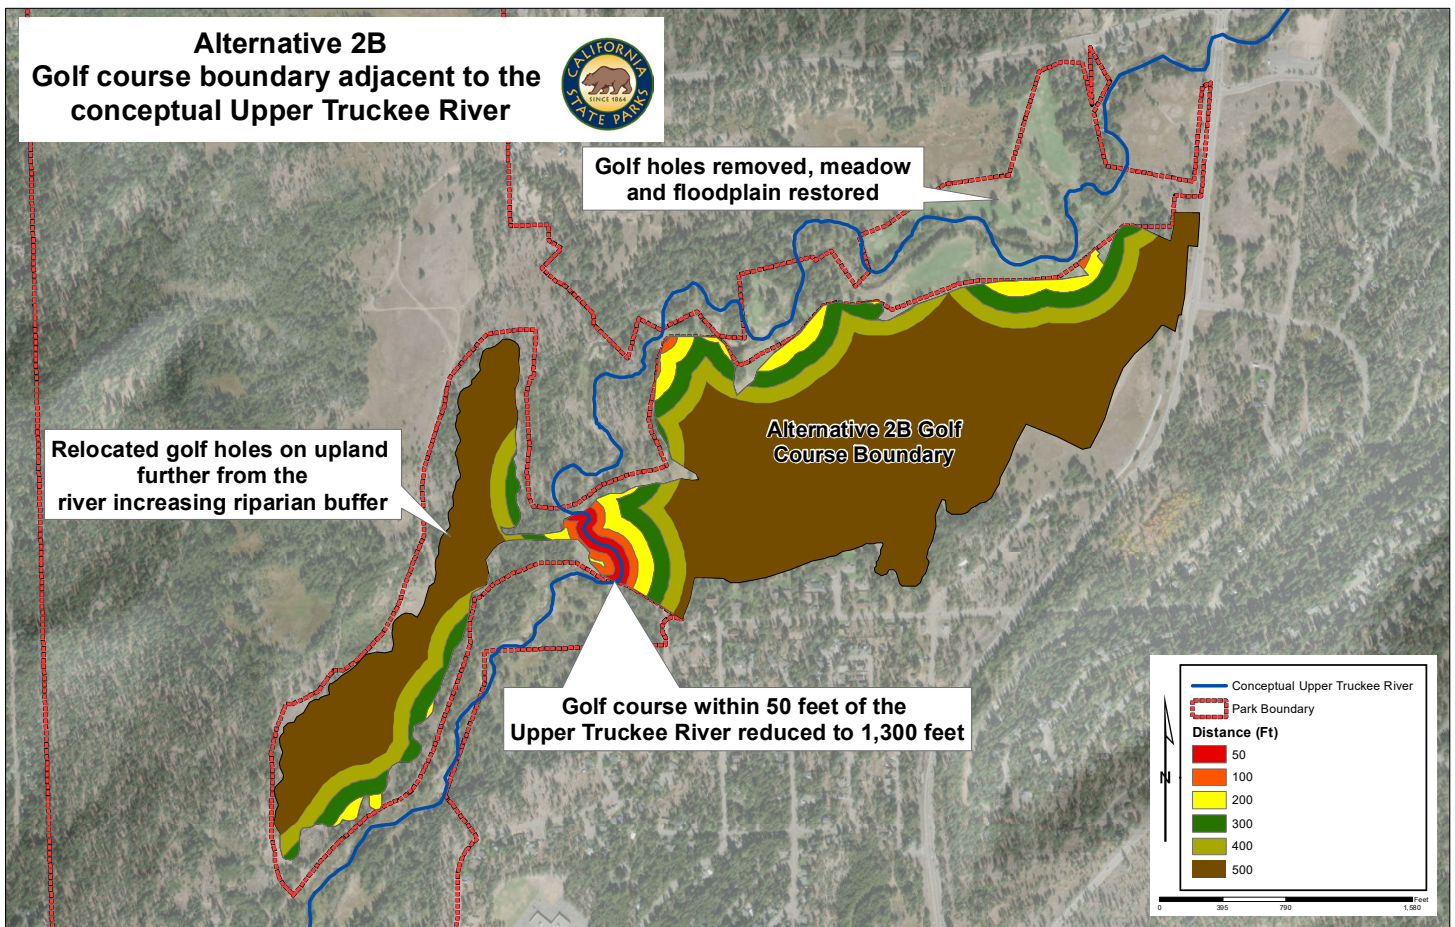 Alternative 2B
Golf course boundary adjacent to the
conceptual Upper Truckee River
CALIFORNIA
SINCE 1864
STATE PARKS
Golf holes removed, meadow
and floodplain restored
Relocated golf holes on upland
further from the
river increasing riparian buffer
Alternative 2B Golf
Course Boundary
Golf course within 50 feet of the
Upper Truckee River reduced to 1,300 feet
Conceptual Upper Truckee River
Park Boundary
Distance (Ft)
50
100
200
300
400
500
N
Feet
0 395 790 1,580